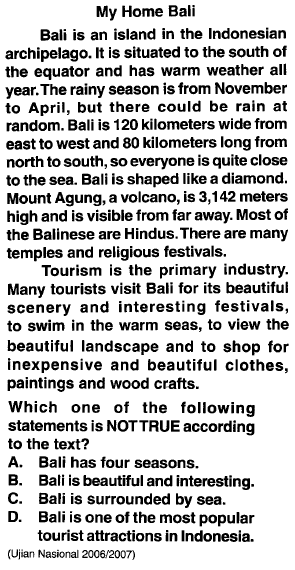 My Home Bali
Bali is an island in the Indonesian
archipelago. It is situated to the south of
the equator and has warm weather all
year. The rainy season is from November
to April, but there could be rain at
random. Bali is 120 kilometers wide from
east to west and 80 kilometers long from
north to south, so everyone is quite close
to the sea. Bali is shaped like a diamond.
Mount Agung, a volcano, is 3,142 meters
high and is visible from far away. Most of
the Balinese are Hindus. There are many
temples and religious festivals.
Tourism is the primary industry.
Many tourists visit Bali for its beautiful
scenery and interesting festivals,
to swim in the warm seas, to view the
beautiful landscape and to shop for
inexpensive and beautiful clothes,
paintings and wood crafts.
Which one of the following
statements is NOT TRUE according
to the text?
A. Bali has four seasons.
B. Bali is beautiful and interesting.
C. Bali is surrounded by sea.
D. Bali is one of the most popular
tourist attractions in Indonesia.
(Ujian Nasional 2006/2007)